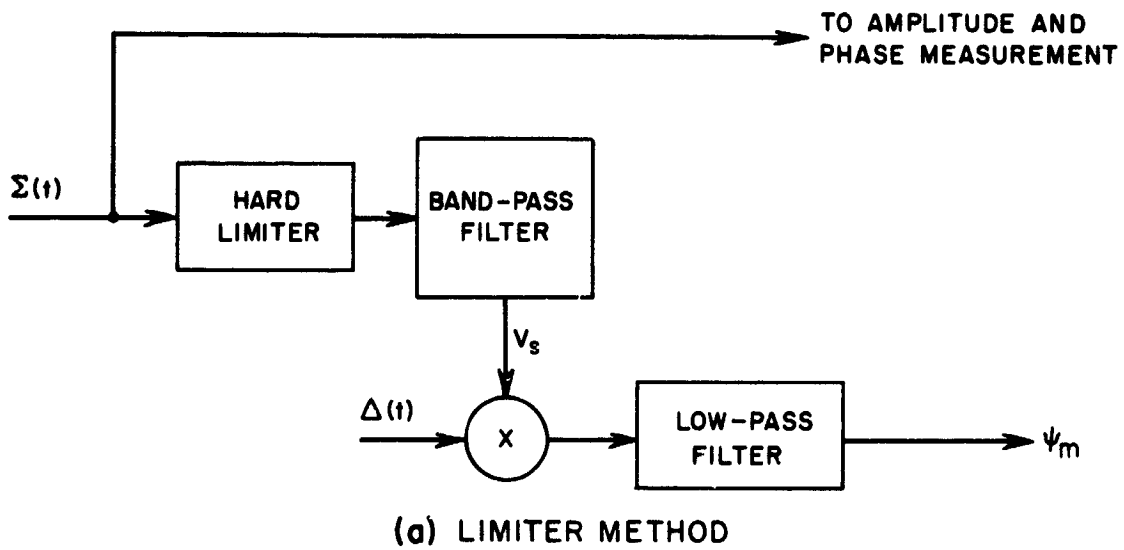 TO AMPLITUDE AND
PHASE MEASUREMENT
Σ(t)
HARD
LIMITER
BAND-PASS
FILTER
Vs
Δ(t)
X
LOW-PASS
FILTER
ψm
(a) LIMITER METHOD